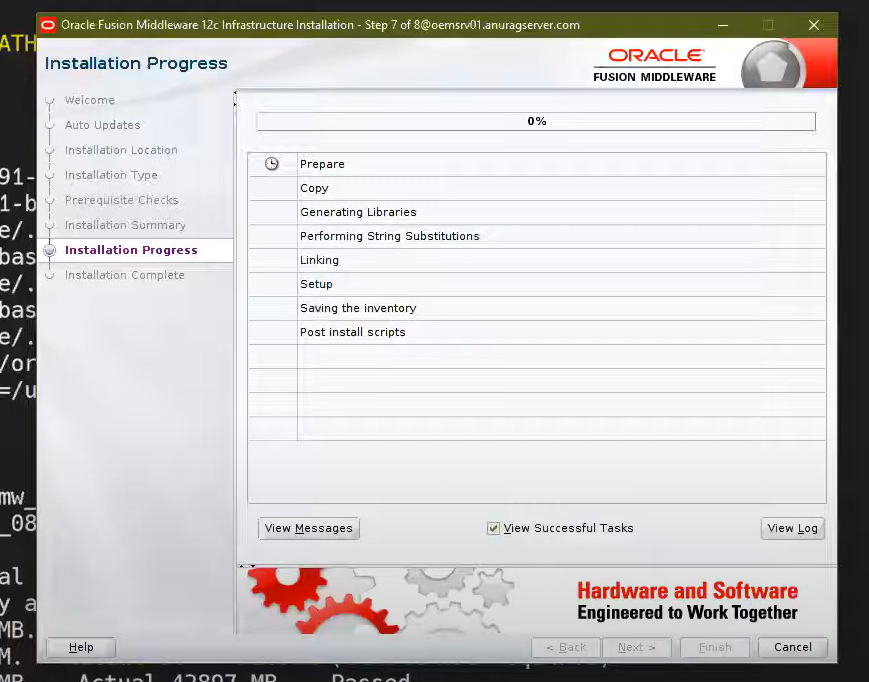 Oracle Fusion Middleware 12c Infrastructure Installation - Step 7 of 8@oemsrv01.anuragserver.com
ATH
Installation Progress
ORACLE
FUSION MIDDLEWARE
Welcome
Auto Updates
Installation Location
Installation Type
Prerequisite Checks
Installation Summary
Installation Progress
Installation Complete
0%
Prepare
Copy
Generating Libraries
Performing String Substitutions
Linking
Setup
Saving the inventory
Post install scripts
91-
1-b
e/.
bas
e/.
bas
e/.
/or
=/u
mw_
_08
al
y a
MB.
M.
View Messages
View Successful Tasks
View Log
Hardware and Software
Engineered to Work Together
Help
< Back
Next >
Finish
Cancel
MB. Actual 42897 MB Passed